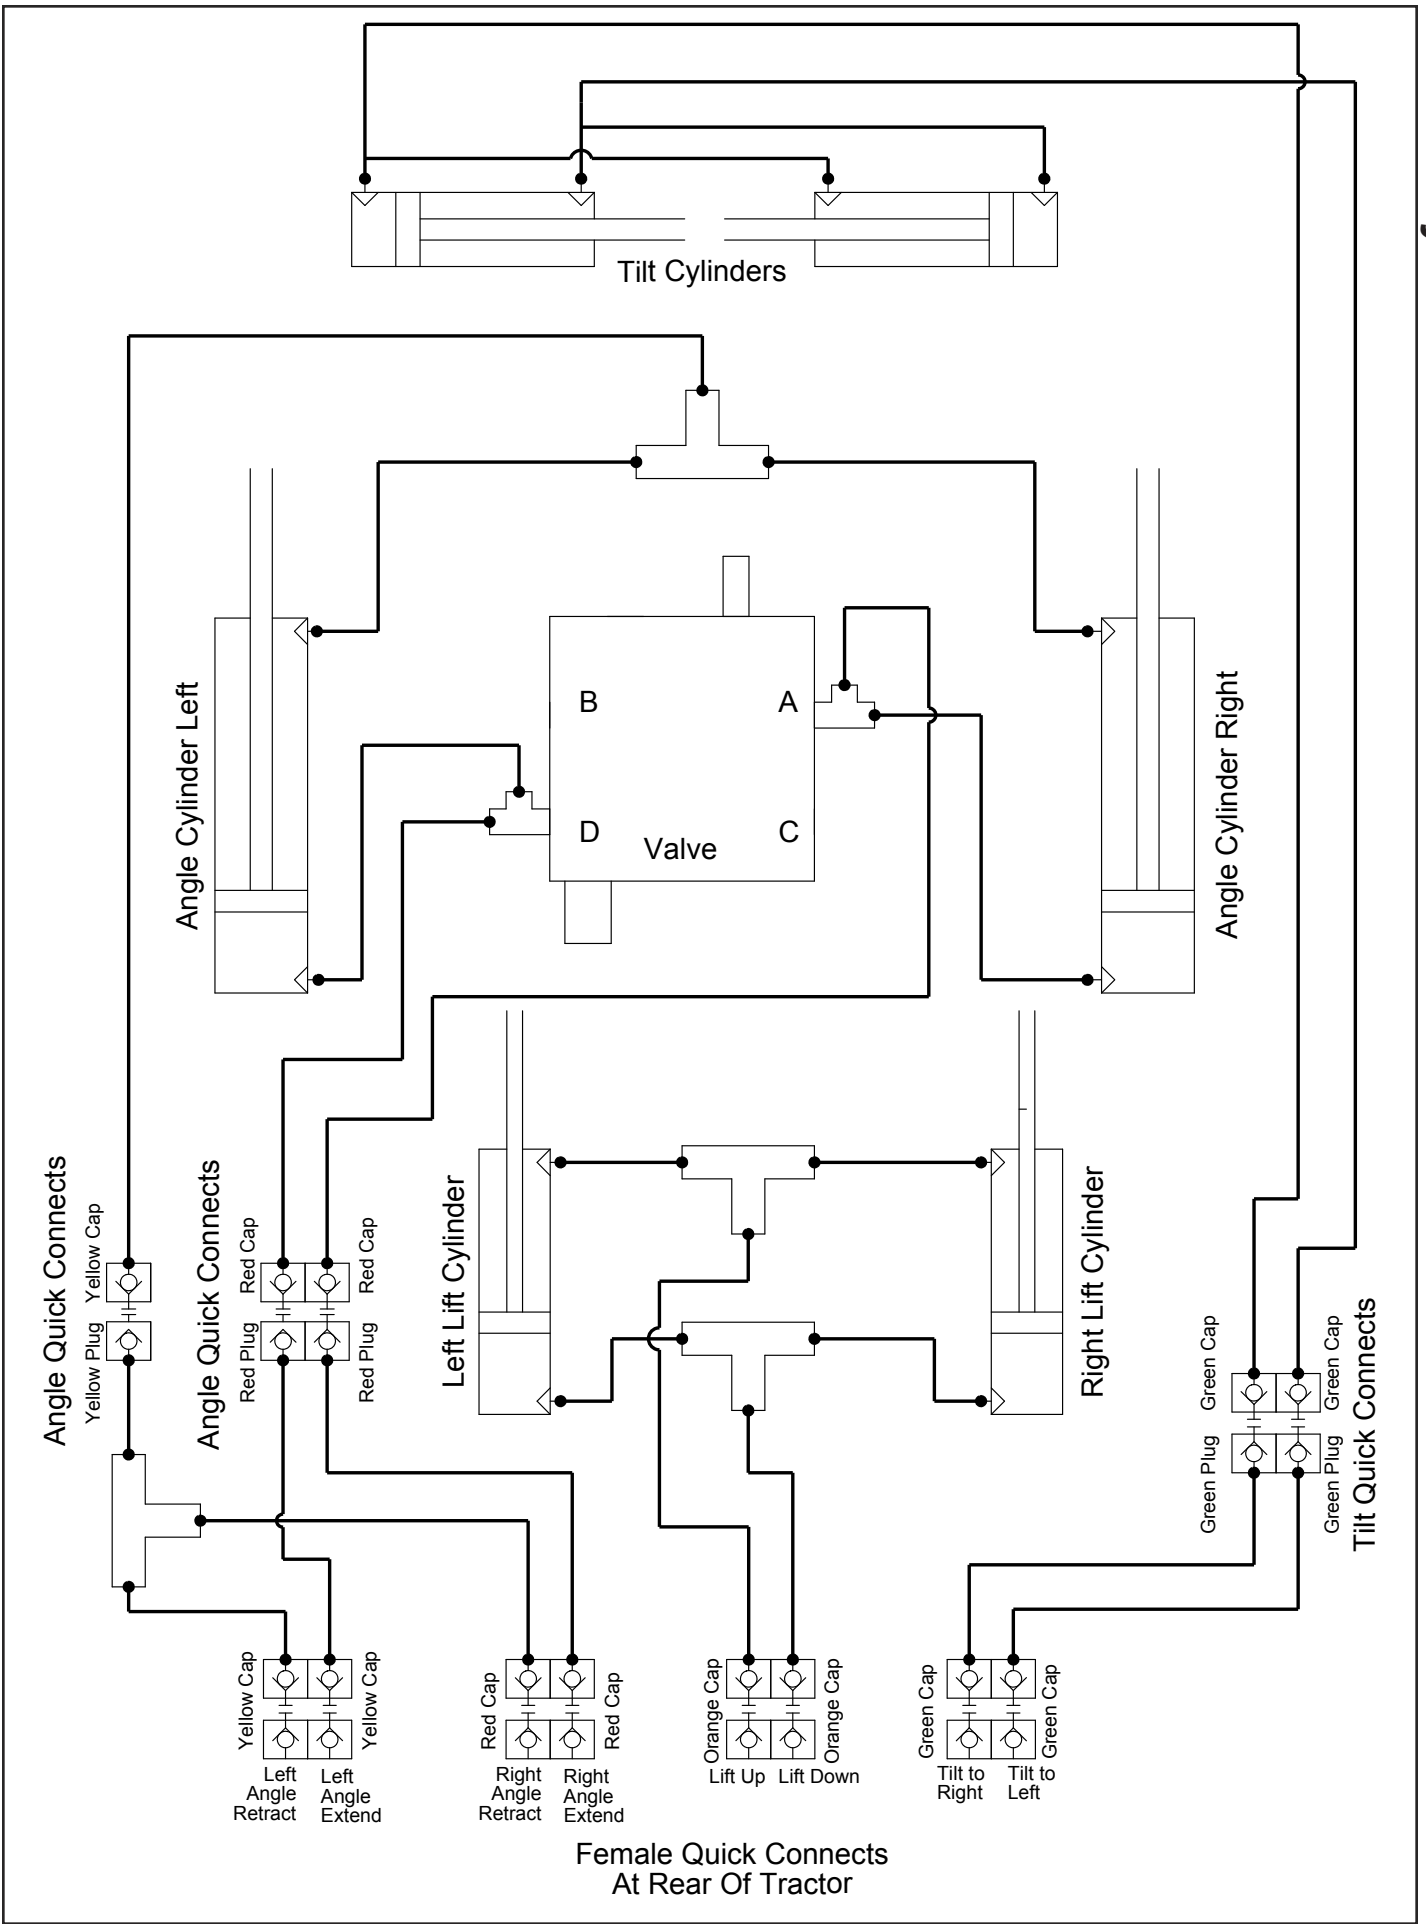 Tilt Cylinders
Angle Cylinder Left
B
A
D
C
Valve
Angle Cylinder Right
Angle Quick Connects
Yellow Cap
Yellow Plug
Angle Quick Connects
Red Cap
Red Plug
Red Cap
Red Plug
Left Lift Cylinder
Right Lift Cylinder
Green Cap
Green Plug
Green Cap
Green Plug
Tilt Quick Connects
Yellow Cap
Yellow Cap
Red Cap
Red Cap
Orange Cap
Orange Cap
Green Cap
Green Cap
Left
Angle
Retract
Left
Angle
Extend
Right
Angle
Retract
Right
Angle
Extend
Lift Up
Lift Down
Tilt to
Right
Tilt to
Left
Female Quick Connects
At Rear Of Tractor